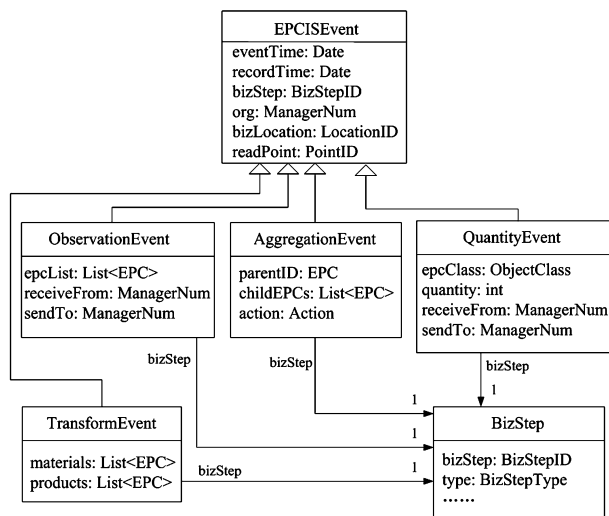 EPCISEvent
eventTime: Date
recordTime: Date
bizStep: BizStepID
org: ManagerNum
bizLocation: LocationID
readPoint: PointID
ObservationEvent
epcList: List<EPC>
receiveFrom: ManagerNum
sendTo: ManagerNum
AggregationEvent
parentID: EPC
childEPCs: List<EPC>
action: Action
QuantityEvent
epcClass: ObjectClass
quantity: int
receiveFrom: ManagerNum
sendTo: ManagerNum
bizStep
bizStep
bizStep
1
1
1
TransformEvent
materials: List<EPC>
products: List<EPC>
bizStep
1
BizStep
bizStep: BizStepID
type: BizStepType
……